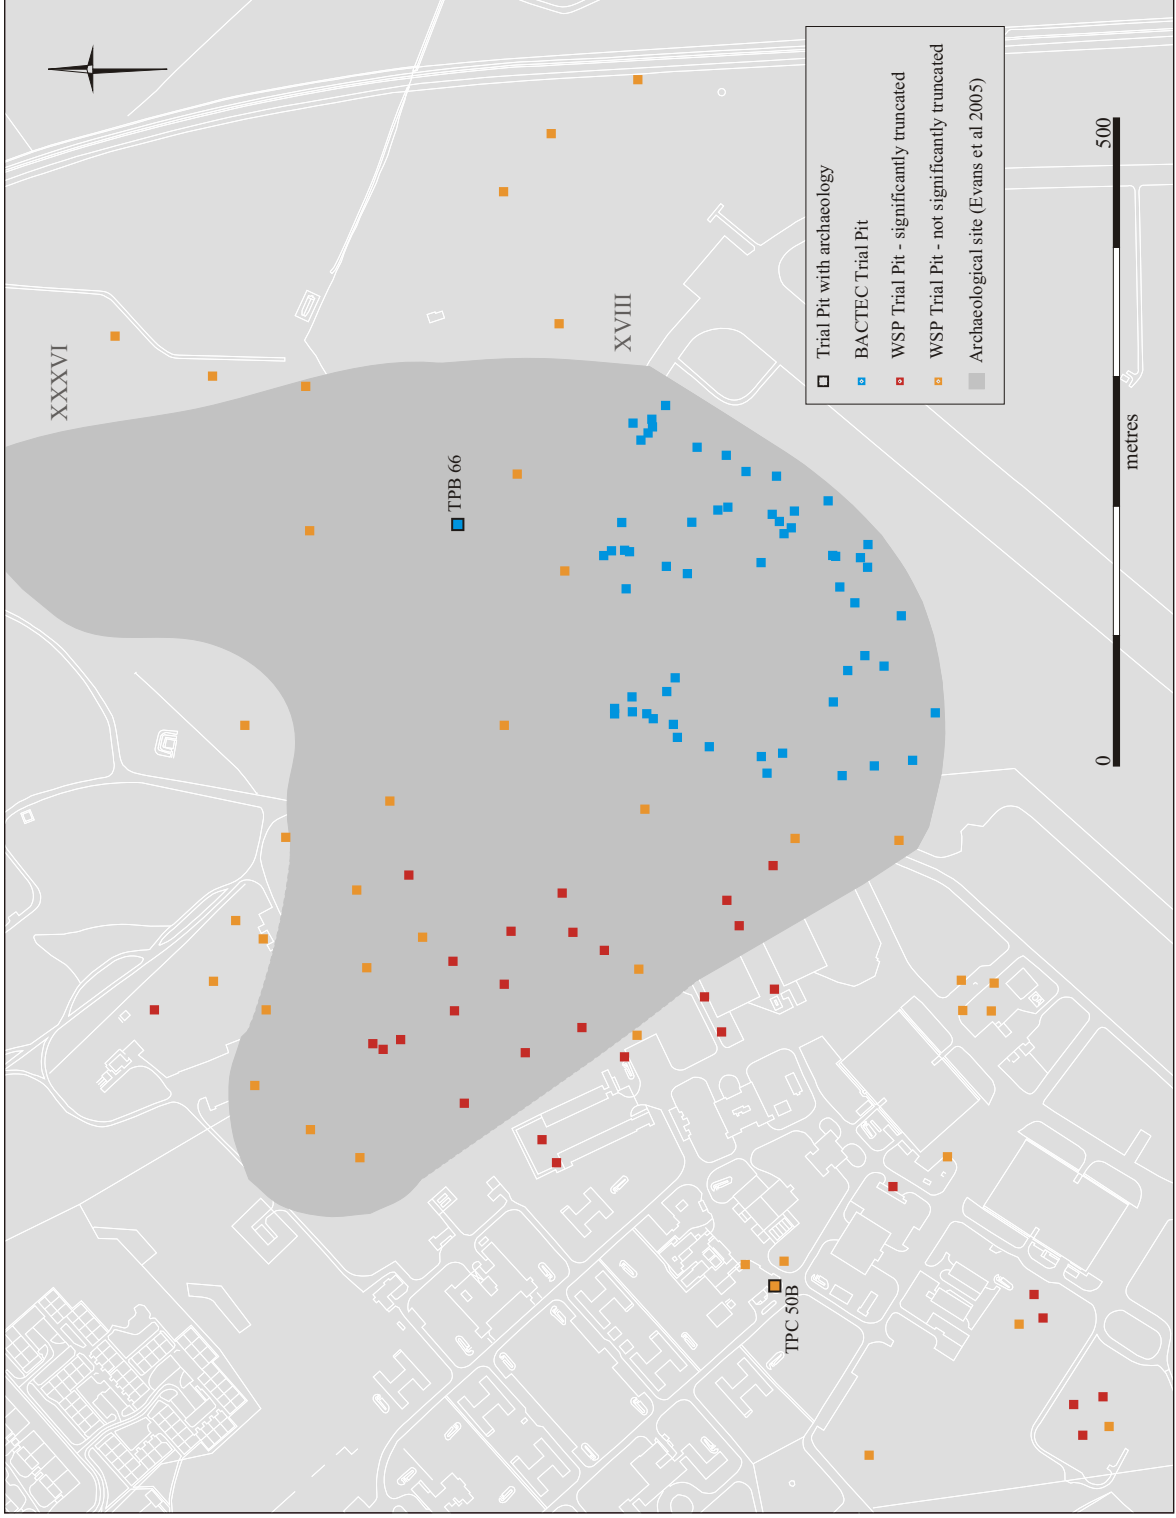 XXXVI
XVIII
TPB 66
TPC 50B
Trial Pit with archaeology
BACTEC Trial Pit
WSP Trial Pit - significantly truncated
WSP Trial Pit - not significantly truncated
Archaeological site (Evans et al 2005)
0
500
metres